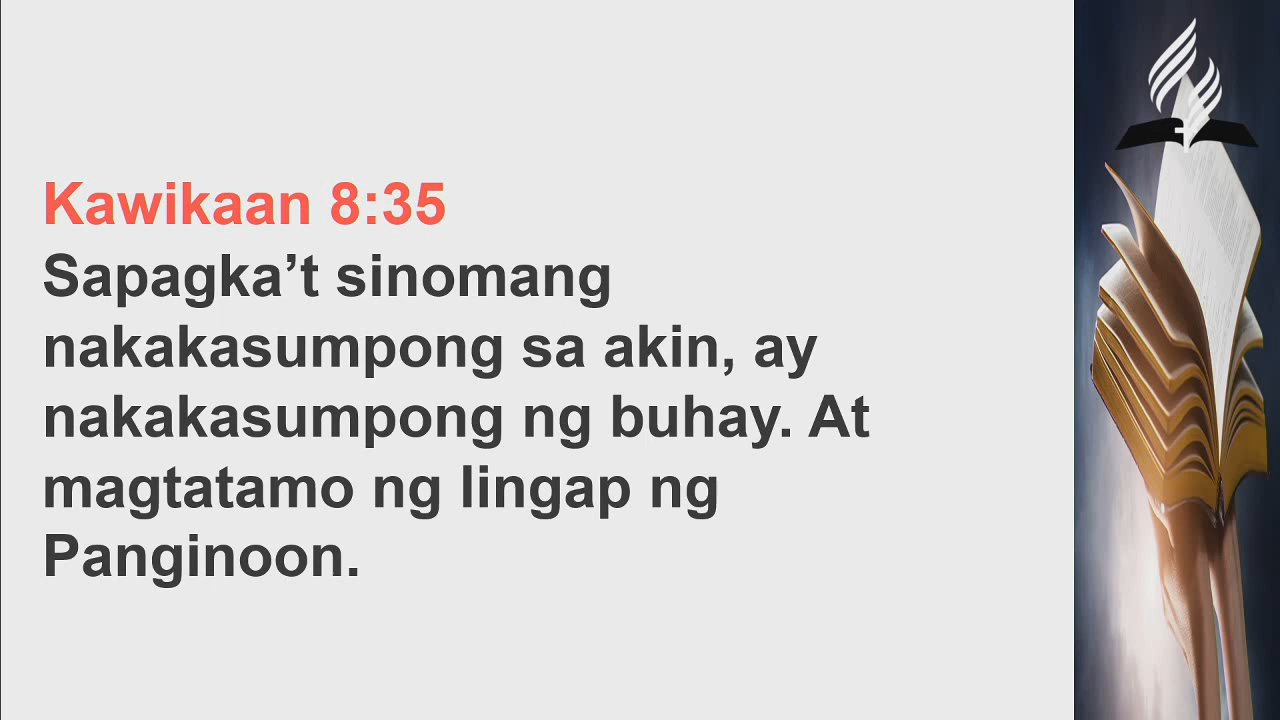 Kawikaan 8:35
Sapagka’t sinomang
nakakasumpong sa akin, ay
nakakasumpong ng buhay. At
magtatamo ng lingap ng
Panginoon.